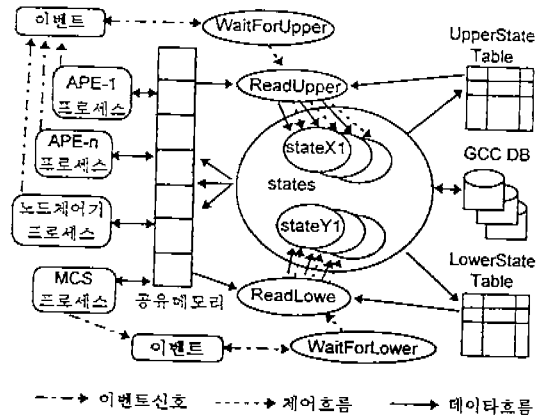 이벤트
WaitForUpper
UpperState
Table
APE-1
프로세스
ReadUpper
APE-n
프로세스
stateX1
states
GCC DB
노드제어기
프로세스
stateY1
LowerState
Table
MCS
프로세스
공유메모리
ReadLowe
이벤트
WaitForLower
이벤트신호
제어흐름
데이타흐름